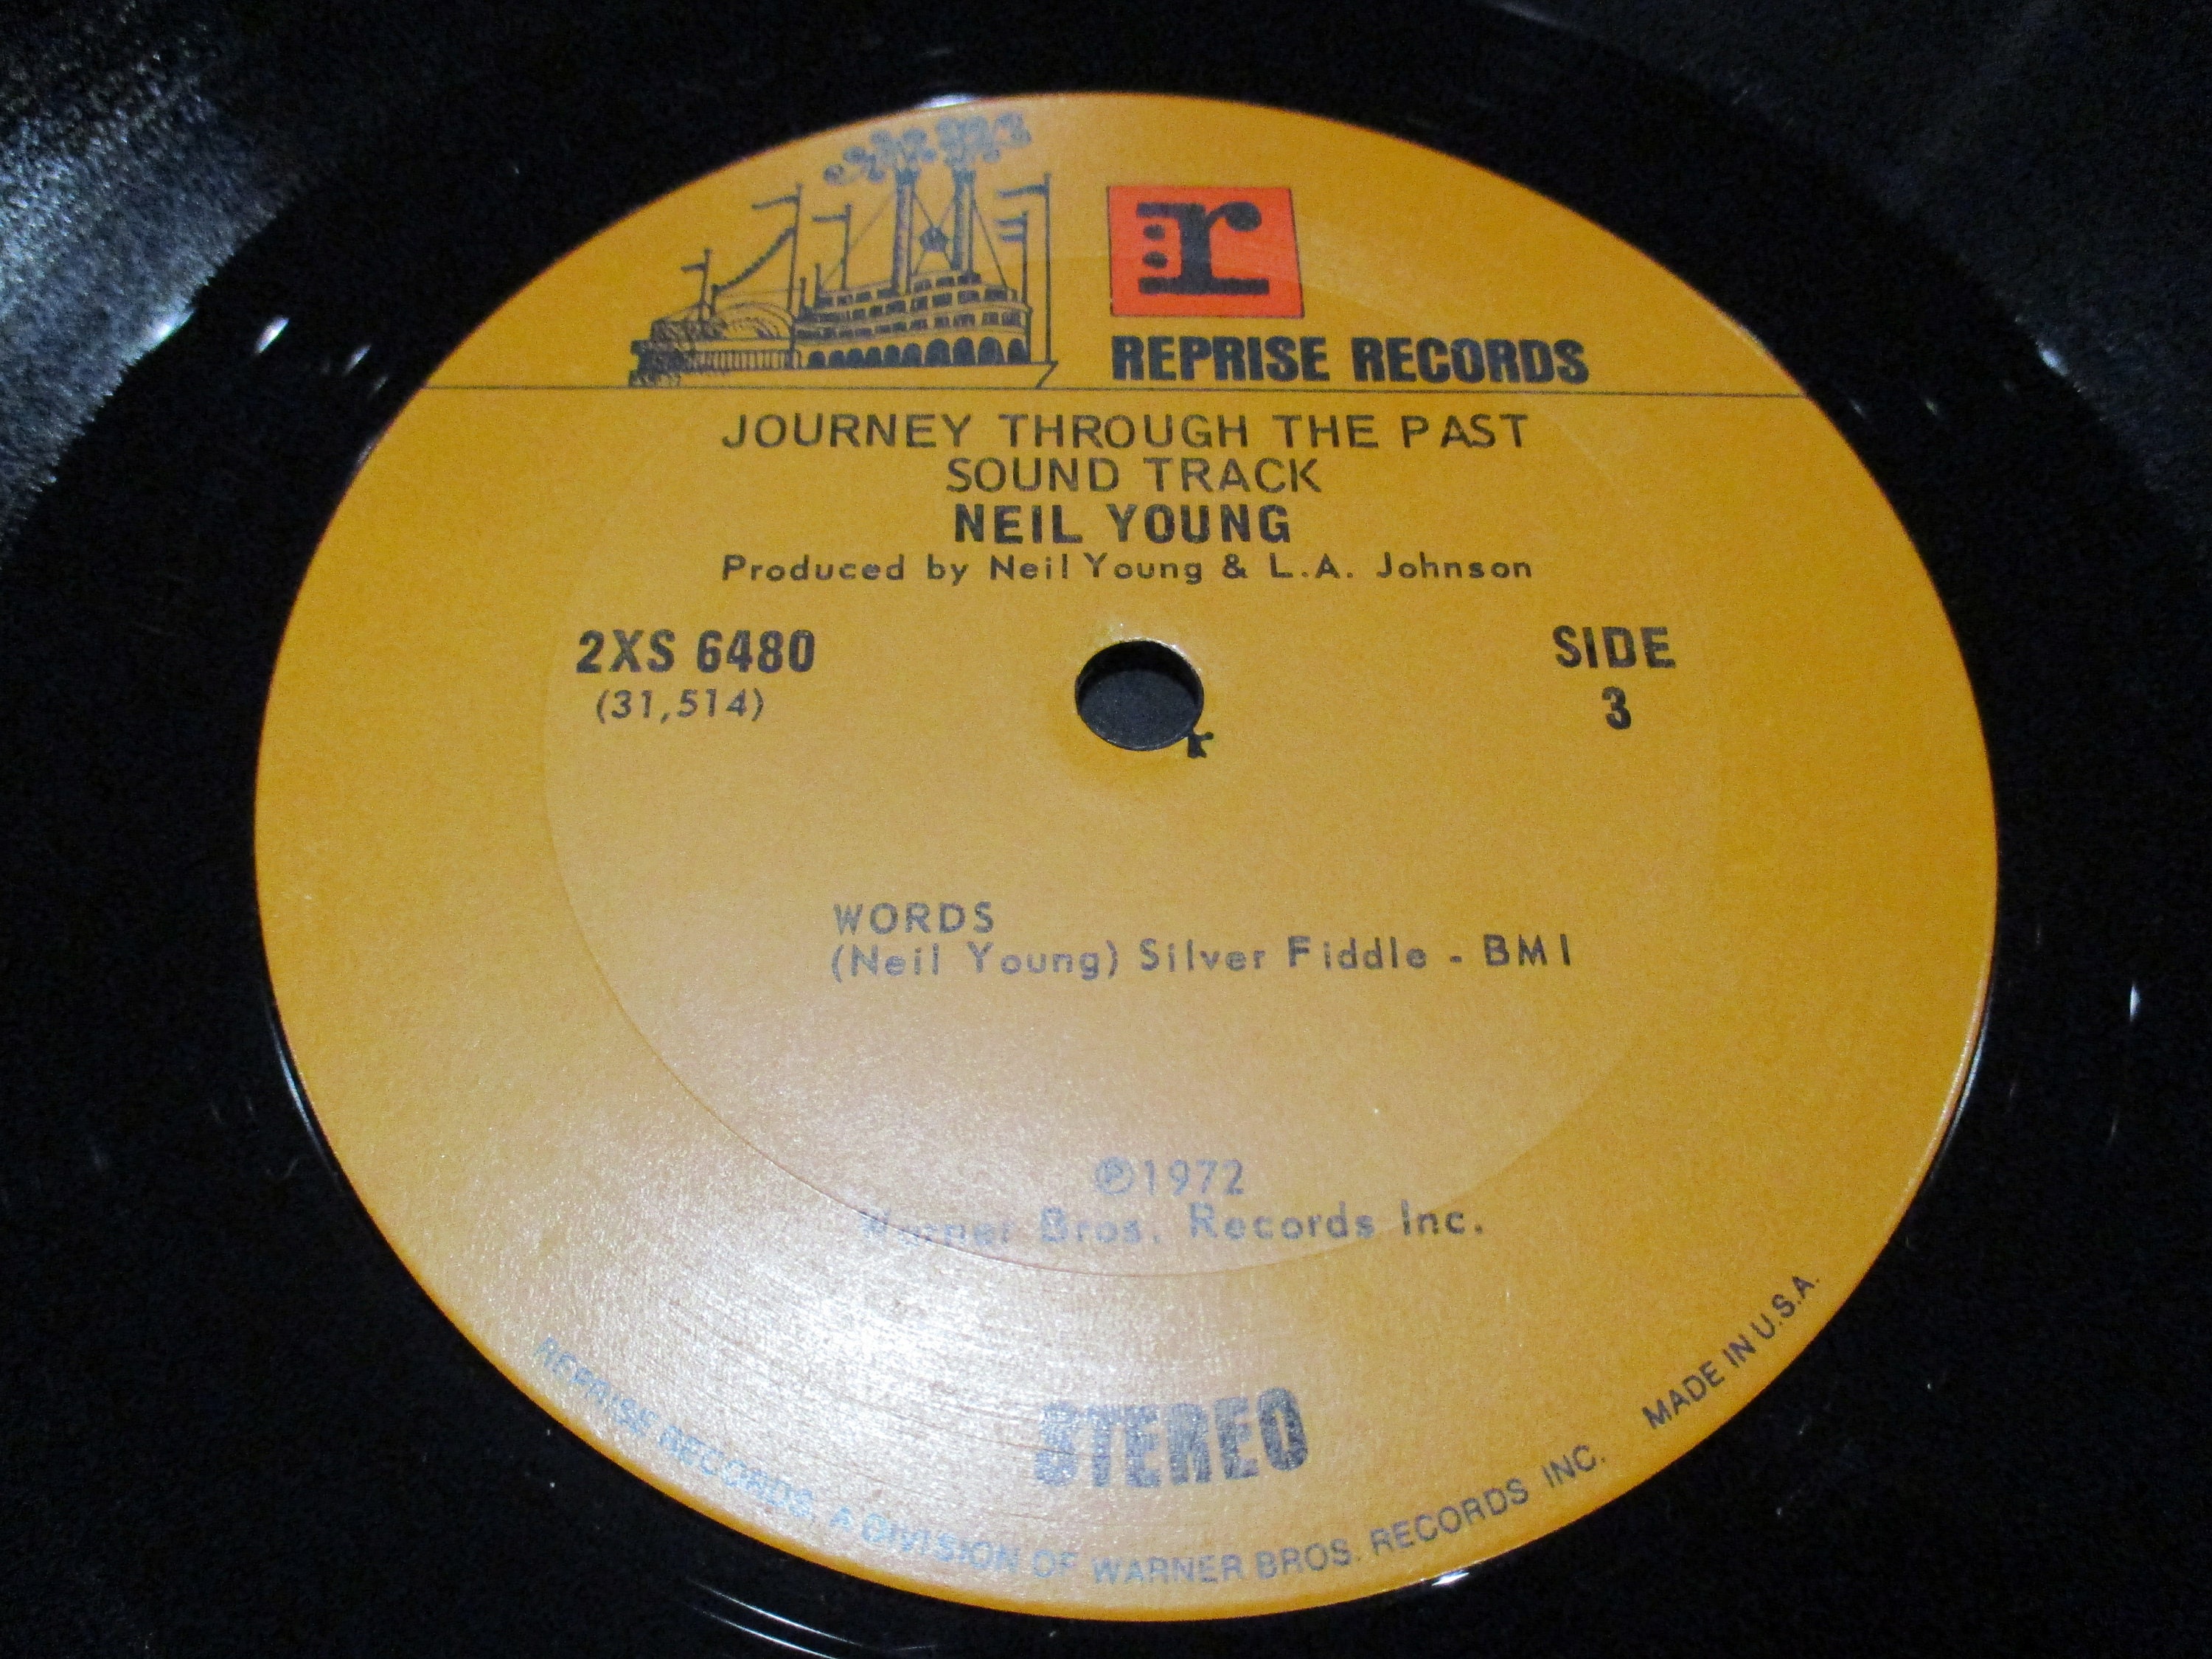 r
REPRISE RECORDS
JOURNEY THROUGH THE PAST
SOUND TRACK
NEIL YOUNG
Produced by Neil Young & L.A. Johnson
2XS 6480
(31,514)
SIDE
3
WORDS
(Neil Young) Silver Fiddle - BMI
Ⓟ1972
Warner Bros. Records Inc.
STEREO
REPRISE RECORDS, A DIVISION OF WARNER BROS. RECORDS INC. MADE IN U.S.A.